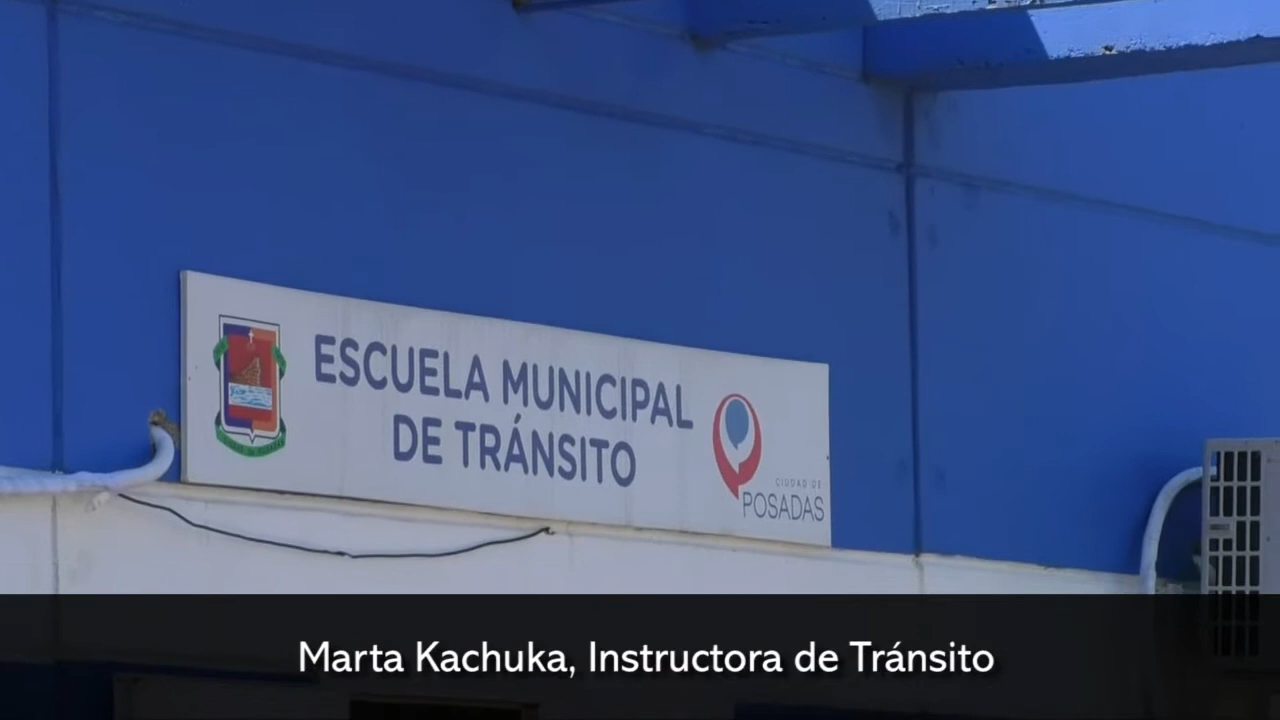 ESCUELA MUNICIPAL
DE TRÁNSITO
CIUDAD DE
POSADAS
Marta Kachuka, Instructora de Tránsito